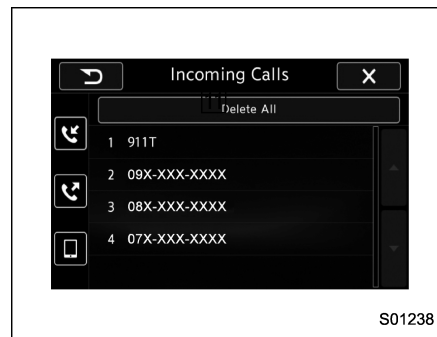 Incoming Calls
X
Delete All
1 911T
2 09X-XXX-XXXX
3 08X-XXX-XXXX
4 07X-XXX-XXXX
S01238